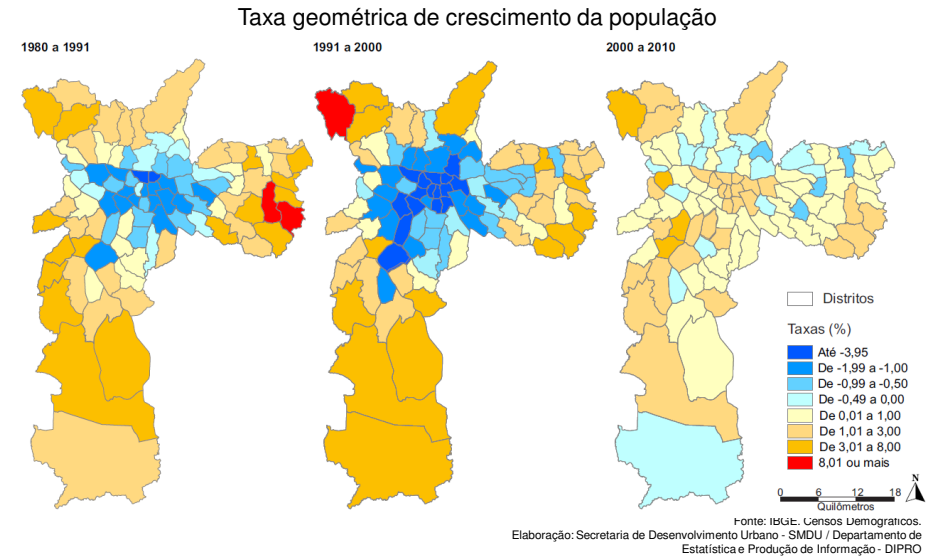 Taxa geométrica de crescimento da população
1980 a 1991
1991 a 2000
2000 a 2010
Distritos
Taxas (%)
Até -3,95
De -1,99 a -1,00
De -0,99 a -0,50
De -0,49 a 0,00
De 0,01 a 1,00
De 1,01 a 3,00
De 3,01 a 8,00
8,01 ou mais
N
0 6 12 18
Quilômetros
Fonte: IBGE. Censos Demográficos.
Elaboração: Secretaria de Desenvolvimento Urbano - SMDU / Departamento de
Estatística e Produção de Informação - DIPRO